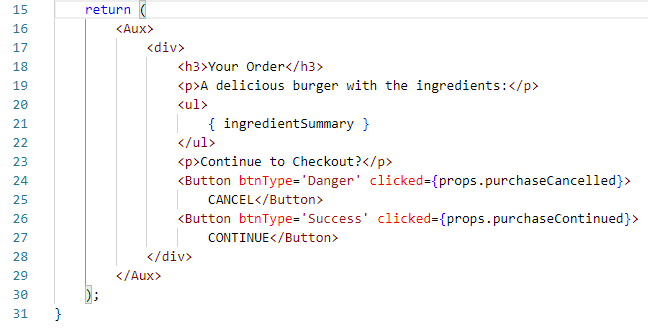 15 return (
16 <Aux>
17 <div>
18 <h3>Your Order</h3>
19 <p>A delicious burger with the ingredients:</p>
20 <ul>
21 { ingredientSummary }
22 </ul>
23 <p>Continue to Checkout?</p>
24 <Button btnType='Danger' clicked={props.purchaseCancelled}>
25 CANCEL</Button>
26 <Button btnType='Success' clicked={props.purchaseContinued}>
27 CONTINUE</Button>
28 </div>
29 </Aux>
30 );
31 }